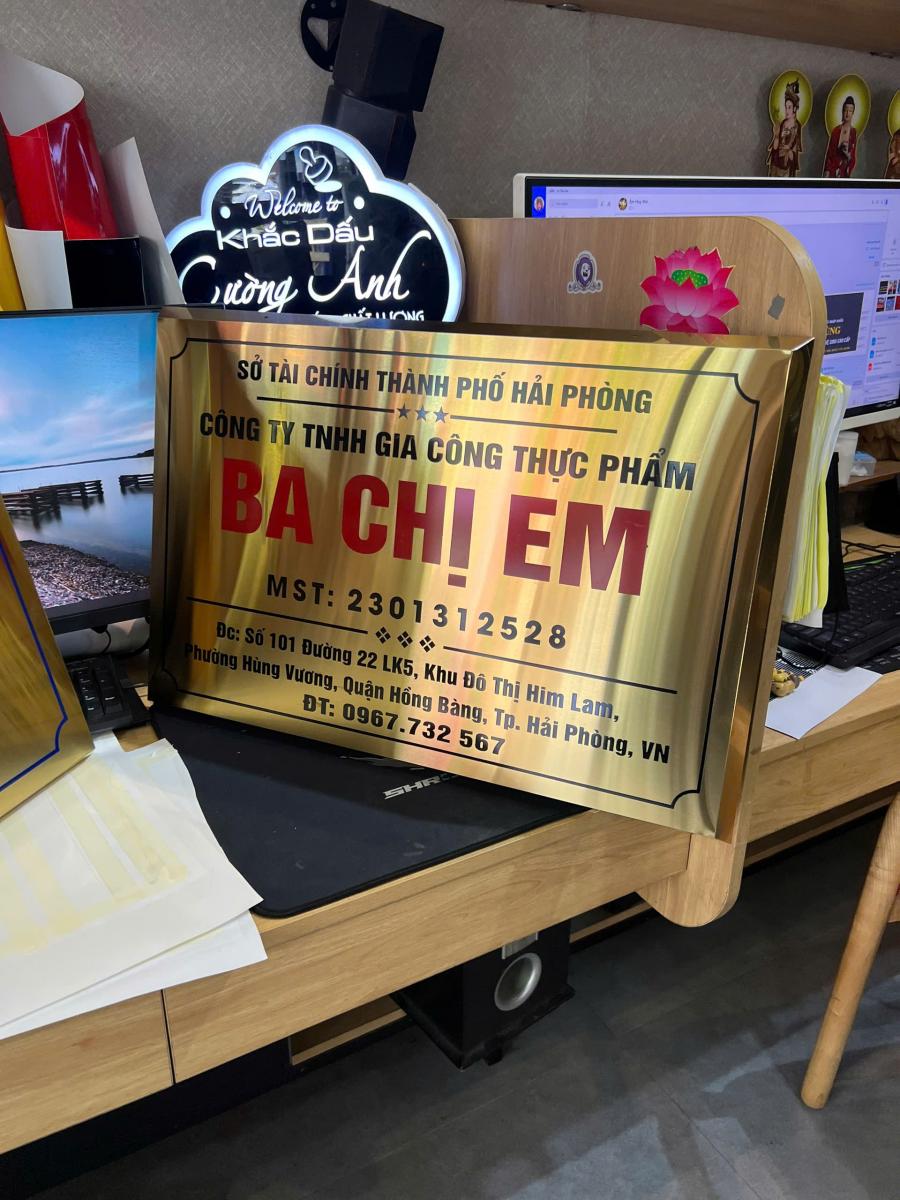 Welcome to
Khắc Dấu
Cường Anh
SỞ TÀI CHÍNH THÀNH PHỐ HẢI PHÒNG
CÔNG TY TNHH GIA CÔNG THỰC PHẨM
BA CHỊ EM
MST: 2301312528
Đc: Số 101 Đường 22 LK5, Khu Đô Thị Him Lam,
Phường Hùng Vương, Quận Hồng Bàng, Tp. Hải Phòng, VN
ĐT: 0967.732 567